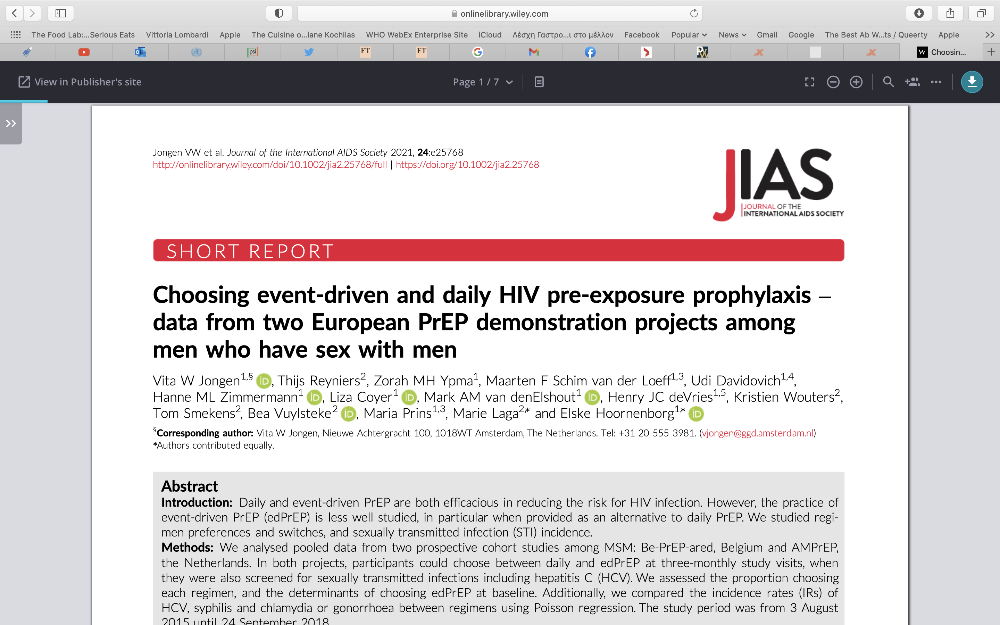 onlinelibrary.wiley.com
The Food Lab:...Serious Eats Vittoria Lombardi Apple The Cuisine o...iane Kochilas WHO WebEx Enterprise Site iCloud Λέσχη Γαστρο...ι στο μέλλον Facebook Popular News Gmail Google The Best Ab W...ts / Queerty Apple
psi FT FT W Choosin...
View in Publisher's site Page 1 / 7
Jongen VW et al. Journal of the International AIDS Society 2021, 24:e25768
http://onlinelibrary.wiley.com/doi/10.1002/jia2.25768/full | https://doi.org/10.1002/jia2.25768
JIAS
JOURNAL OF THE
INTERNATIONAL AIDS SOCIETY
SHORT REPORT
Choosing event-driven and daily HIV pre-exposure prophylaxis –
data from two European PrEP demonstration projects among
men who have sex with men
Vita W Jongen1,§ iD, Thijs Reyniers2, Zorah MH Ypma1, Maarten F Schim van der Loeff1,3, Udi Davidovich1,4,
Hanne ML Zimmermann1 iD, Liza Coyer1 iD, Mark AM van denElshout1 iD, Henry JC deVries1,5, Kristien Wouters2,
Tom Smekens2, Bea Vuylsteke2 iD, Maria Prins1,3, Marie Laga2,* and Elske Hoornenborg1,* iD
§Corresponding author: Vita W Jongen, Nieuwe Achtergracht 100, 1018WT Amsterdam, The Netherlands. Tel: +31 20 555 3981. (vjongen@ggd.amsterdam.nl)
*Authors contributed equally.
Abstract
Introduction: Daily and event-driven PrEP are both efficacious in reducing the risk for HIV infection. However, the practice of
event-driven PrEP (edPrEP) is less well studied, in particular when provided as an alternative to daily PrEP. We studied regi-
men preferences and switches, and sexually transmitted infection (STI) incidence.
Methods: We analysed pooled data from two prospective cohort studies among MSM: Be-PrEP-ared, Belgium and AMPrEP,
the Netherlands. In both projects, participants could choose between daily and edPrEP at three-monthly study visits, when
they were also screened for sexually transmitted infections including hepatitis C (HCV). We assessed the proportion choosing
each regimen, and the determinants of choosing edPrEP at baseline. Additionally, we compared the incidence rates (IRs) of
HCV, syphilis and chlamydia or gonorrhoea between regimens using Poisson regression. The study period was from 3 August
2015 until 24 September 2018.